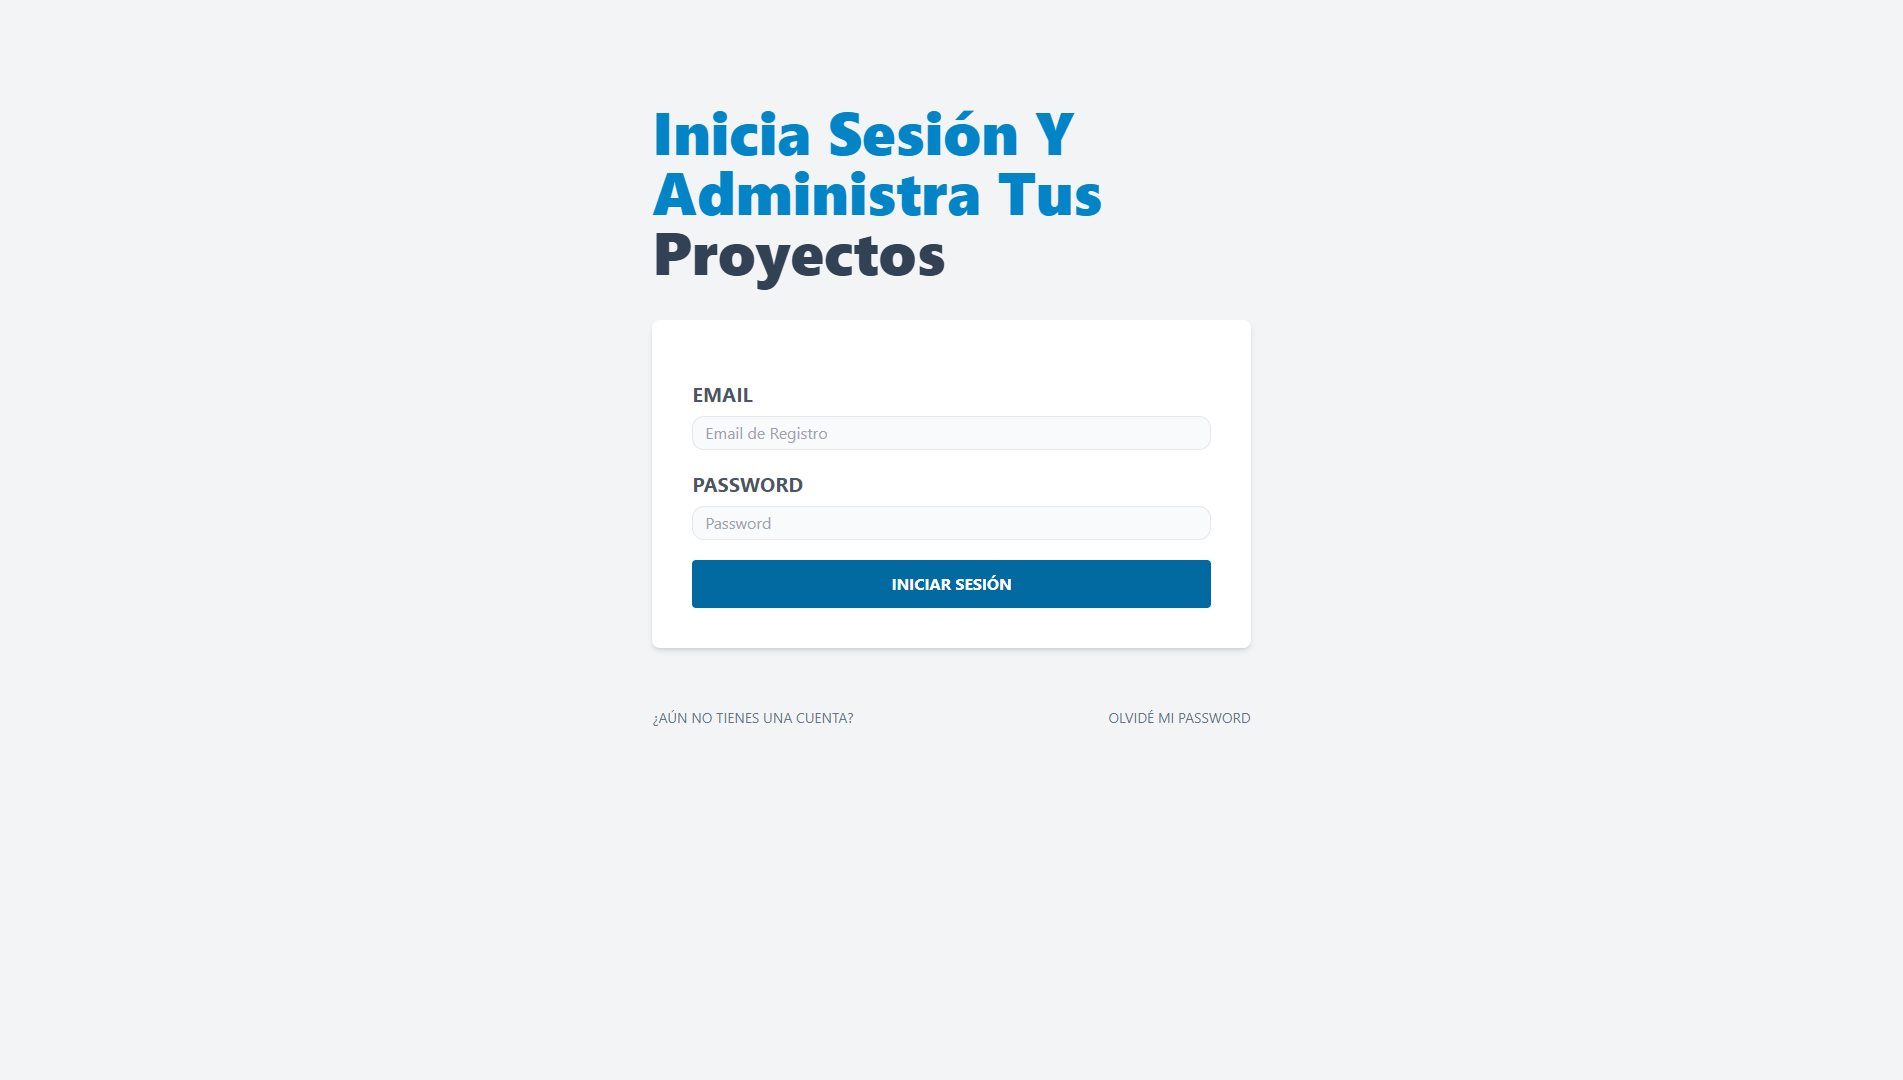 Inicia Sesión Y
Administra Tus
Proyectos
EMAIL
Email de Registro
PASSWORD
Password
INICIAR SESIÓN
¿AÚN NO TIENES UNA CUENTA?
OLVIDÉ MI PASSWORD